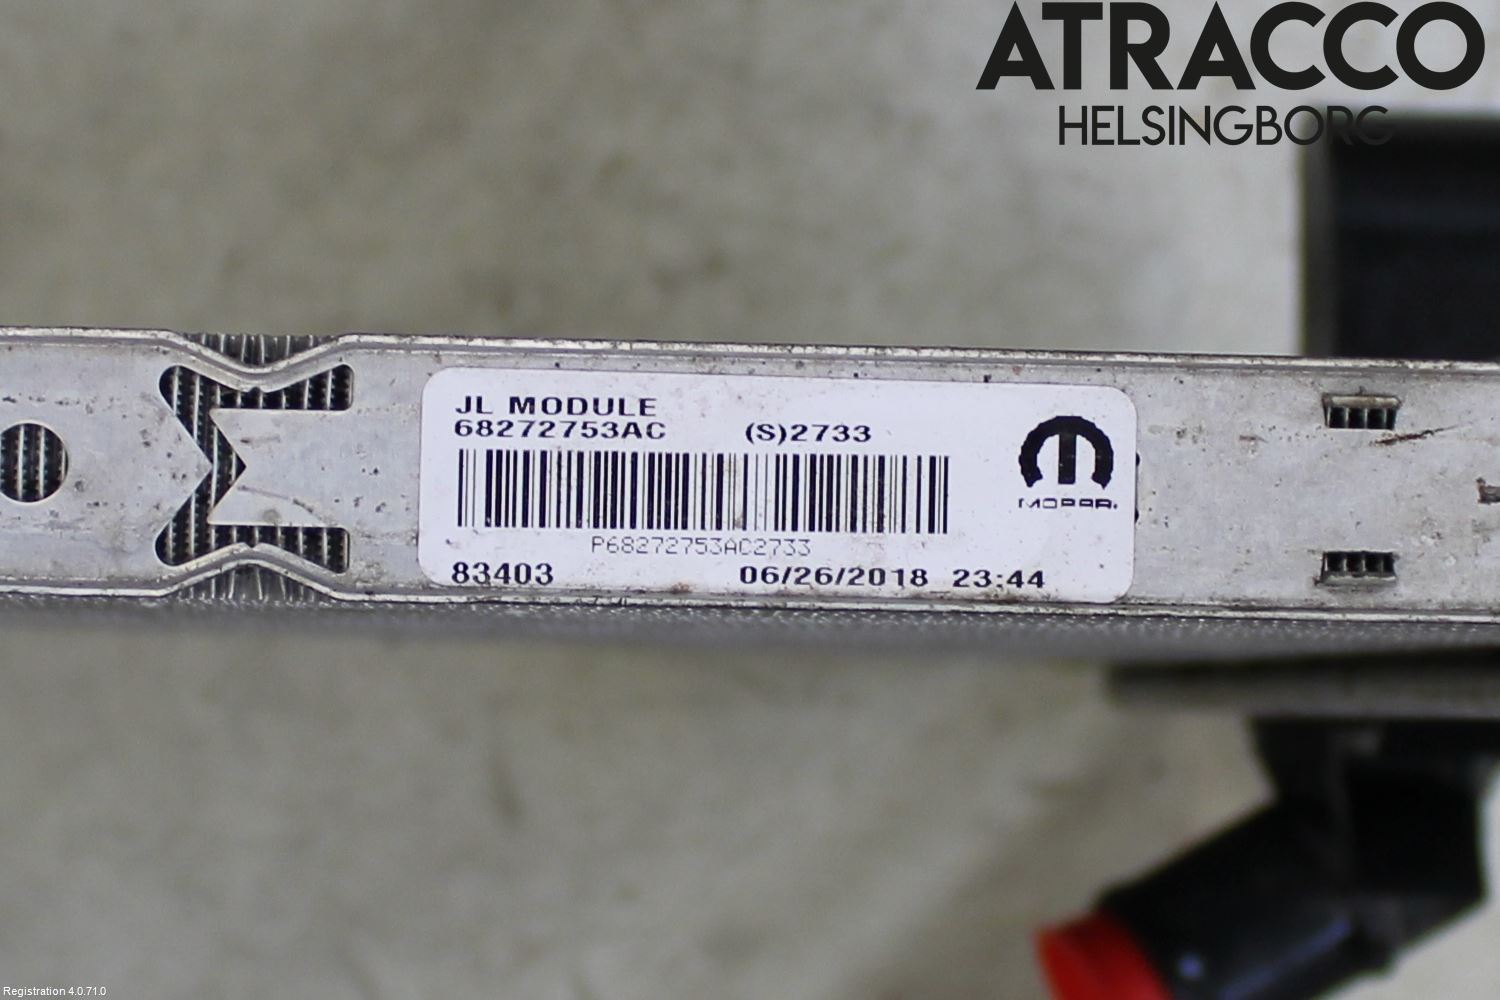 ATRACCO
HELSINGBORG
JL MODULE
68272753AC (S)2733
MOPAR.
P68272753AC2733
83403 06/26/2018 23:44
Registration 4.0.71.0